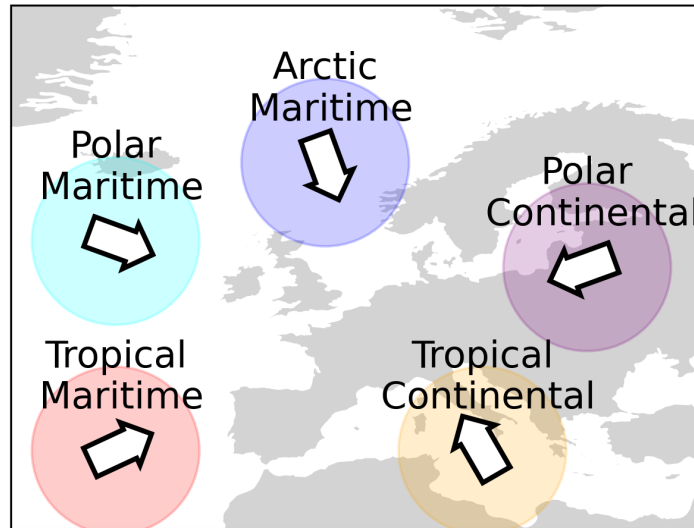 Arctic
Maritime
Polar
Maritime
Polar
Continental
Tropical
Maritime
Tropical
Continental